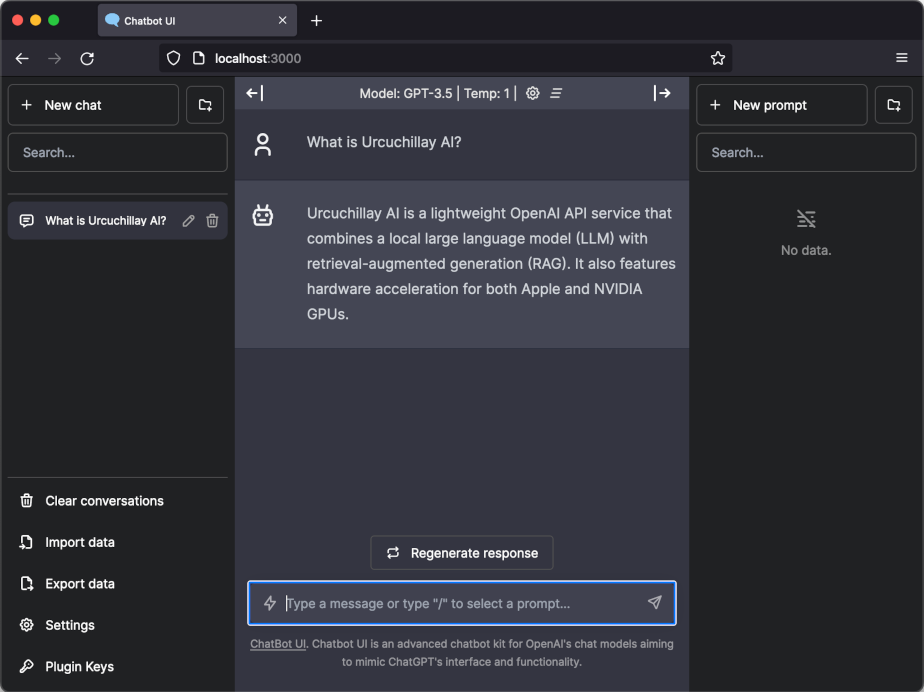 Chatbot UI
localhost:3000
New chat
Search...
What is Urcuchillay AI?
Clear conversations
Import data
Export data
Settings
Plugin Keys
Model: GPT-3.5 | Temp: 1 |
What is Urcuchillay AI?
Urcuchillay AI is a lightweight OpenAI API service that
combines a local large language model (LLM) with
retrieval-augmented generation (RAG). It also features
hardware acceleration for both Apple and NVIDIA
GPUs.
Regenerate response
Type a message or type "/" to select a prompt...
ChatBot UI. Chatbot UI is an advanced chatbot kit for OpenAI's chat models aiming
to mimic ChatGPT's interface and functionality.
New prompt
Search...
No data.